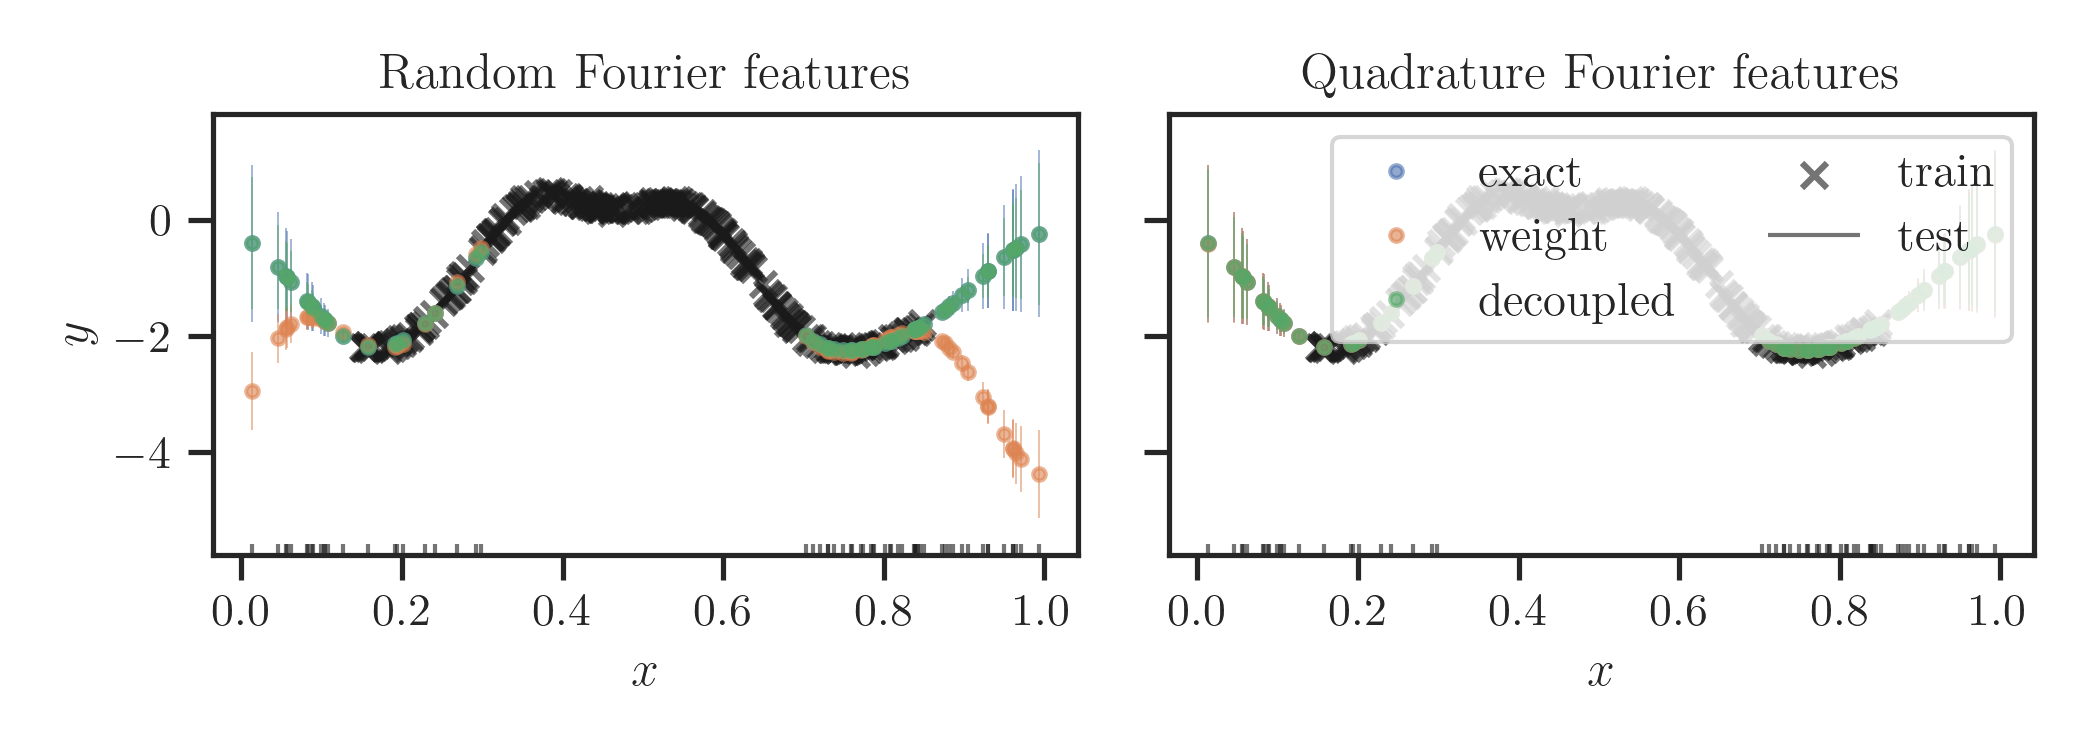 Random Fourier features
Quadrature Fourier features
y
0
−2
−4
0.0 0.2 0.4 0.6 0.8 1.0
x
exact
weight
decoupled
train
test
0.0 0.2 0.4 0.6 0.8 1.0
x